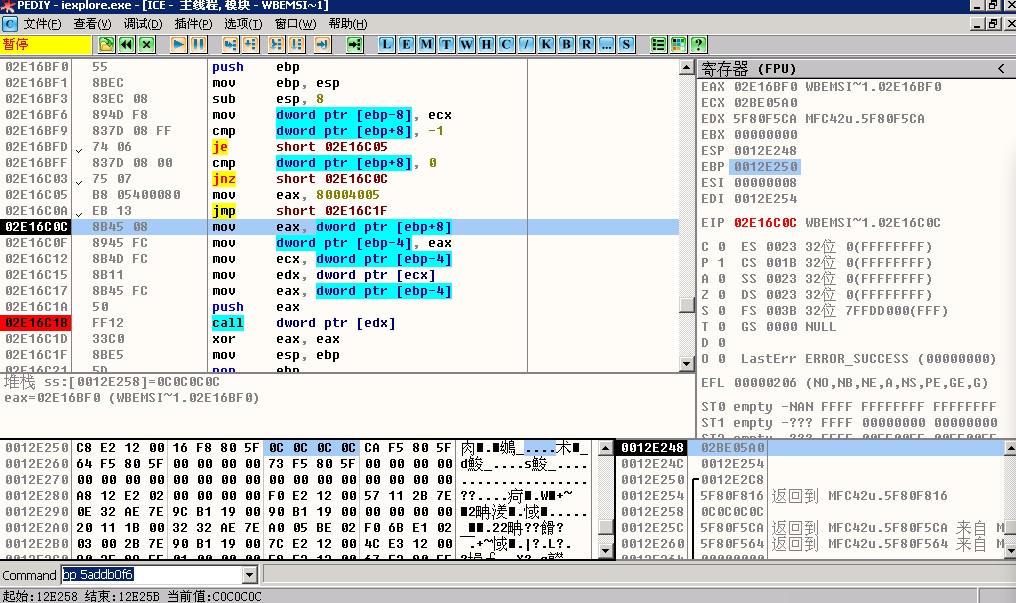 PEDIY - iexplore.exe - [ICE - 主线程, 模块 - WBEMSI~1]
C 文件(F) 查看(V) 调试(D) 插件(P) 选项(T) 窗口(W) 帮助(H)
暂停 L E M T W H C / K B R ... S ?
02E16BF0 55 push ebp
02E16BF1 8BEC mov ebp, esp
02E16BF3 83EC 08 sub esp, 8
02E16BF6 894D F8 mov dword ptr [ebp-8], ecx
02E16BF9 837D 08 FF cmp dword ptr [ebp+8], -1
02E16BFD 74 06 je short 02E16C05
02E16BFF 837D 08 00 cmp dword ptr [ebp+8], 0
02E16C03 75 07 jnz short 02E16C0C
02E16C05 B8 05400080 mov eax, 80004005
02E16C0A EB 13 jmp short 02E16C1F
02E16C0C 8B45 08 mov eax, dword ptr [ebp+8]
02E16C0F 8945 FC mov dword ptr [ebp-4], eax
02E16C12 8B4D FC mov ecx, dword ptr [ebp-4]
02E16C15 8B11 mov edx, dword ptr [ecx]
02E16C17 8B45 FC mov eax, dword ptr [ebp-4]
02E16C1A 50 push eax
02E16C1B FF12 call dword ptr [edx]
02E16C1D 33C0 xor eax, eax
02E16C1F 8BE5 mov esp, ebp
02E16C21 5D pop ebp
堆栈 ss:[0012E258]=0C0C0C0C
eax=02E16BF0 (WBEMSI~1.02E16BF0)
寄存器 (FPU) <
EAX 02E16BF0 WBEMSI~1.02E16BF0
ECX 02BE05A0
EDX 5F80F5CA MFC42u.5F80F5CA
EBX 00000000
ESP 0012E248
EBP 0012E250
ESI 00000008
EDI 0012E254
EIP 02E16C0C WBEMSI~1.02E16C0C
C 0 ES 0023 32位 0(FFFFFFFF)
P 1 CS 001B 32位 0(FFFFFFFF)
A 0 SS 0023 32位 0(FFFFFFFF)
Z 0 DS 0023 32位 0(FFFFFFFF)
S 0 FS 003B 32位 7FFDD000(FFF)
T 0 GS 0000 NULL
D 0
O 0 LastErr ERROR_SUCCESS (00000000)
EFL 00000206 (NO,NB,NE,A,NS,PE,GE,G)
ST0 empty -NAN FFFF FFFFFFFF FFFFFFFF
ST1 empty -??? FFFF 00000000 00000000
0012E250 C8 E2 12 00 16 F8 80 5F 0C 0C 0C 0C CA F5 80 5F
0012E260 64 F5 80 5F 00 00 00 00 73 F5 80 5F 00 00 00 00
0012E270 00 00 00 00 00 00 00 00 00 00 00 00 00 00 00 00
0012E280 A8 12 E2 02 00 00 00 00 F0 E2 12 00 57 11 2B 7E
0012E290 0E 32 AE 7E 9C B1 19 00 90 B1 19 00 00 00 00 00
0012E2A0 20 11 1B 00 32 32 AE 7E A0 05 BE 02 F0 6B E1 02
0012E2B0 03 00 2B 7E 90 B1 19 00 7C E2 12 00 4C E3 12 00
0012E248 02BE05A0
0012E24C 0012E254
0012E250 0012E2C8
0012E254 5F80F816 返回到 MFC42u.5F80F816
0012E258 0C0C0C0C
0012E25C 5F80F5CA 返回到 MFC42u.5F80F5CA 来自 M
0012E260 5F80F564 返回到 MFC42u.5F80F564 来自 M
Command bp 5addb0f6
起始:12E258 结束:12E25B 当前值:C0C0C0C